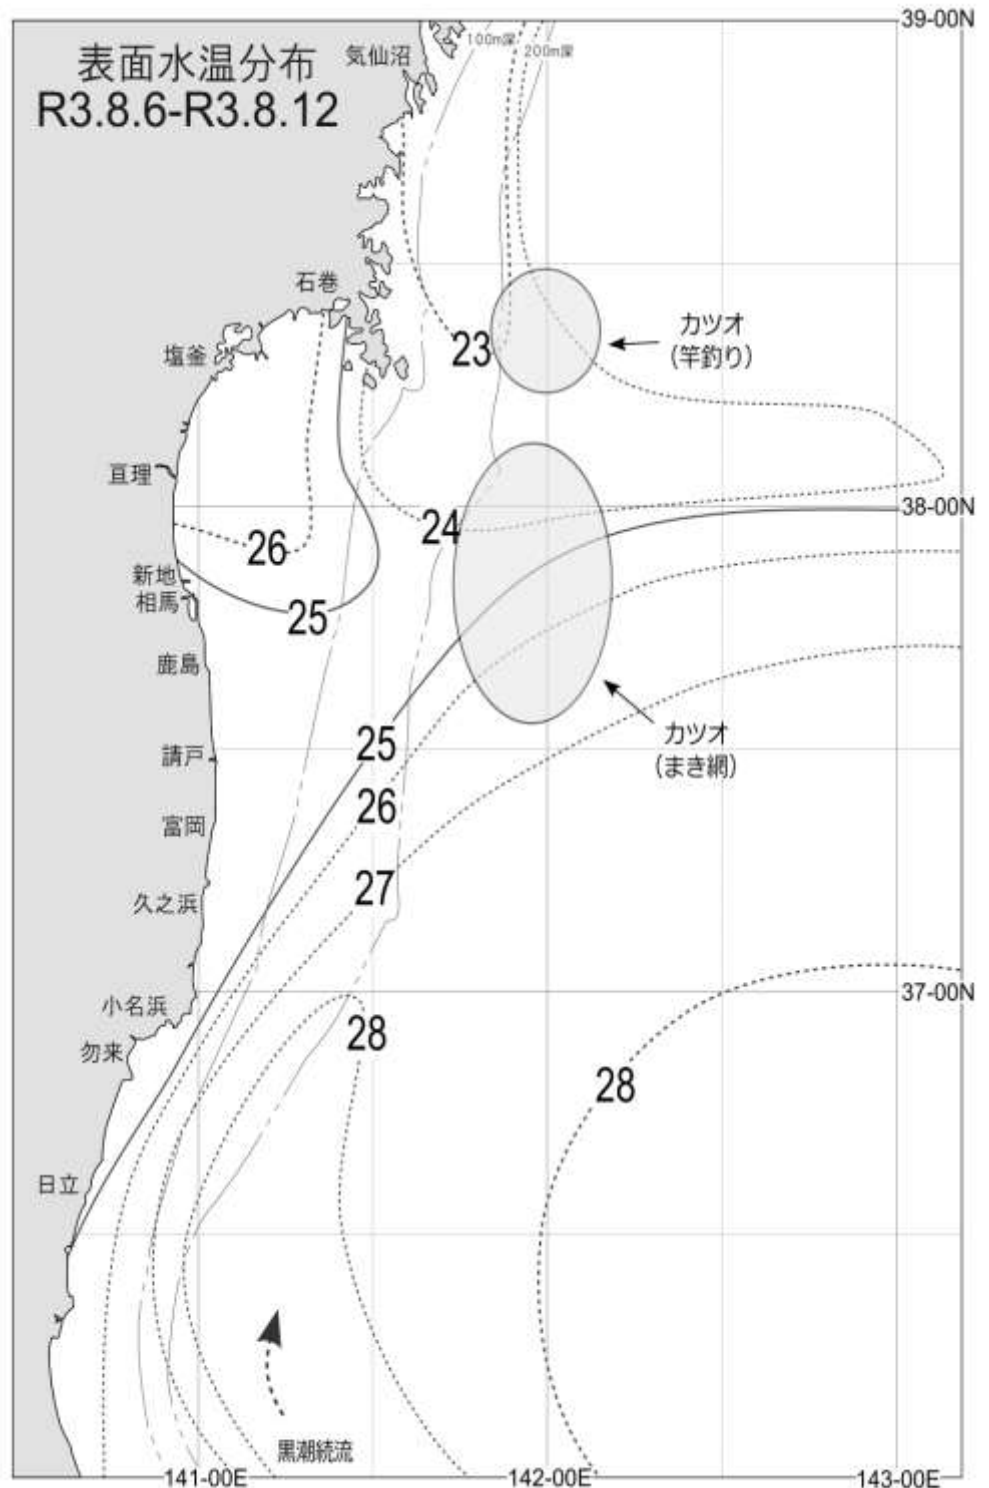 表面水温分布
R3.8.6-R3.8.12
気仙沼
100m深
200m深
39-00N
石巻
塩釜
23
カツオ
(竿釣り)
亘理
24
38-00N
26
新地
相馬
25
鹿島
25
カツオ
(まき網)
請戸
26
富岡
27
久之浜
小名浜
37-00N
勿来
28
28
日立
黒潮続流
141-00E
142-00E
143-00E